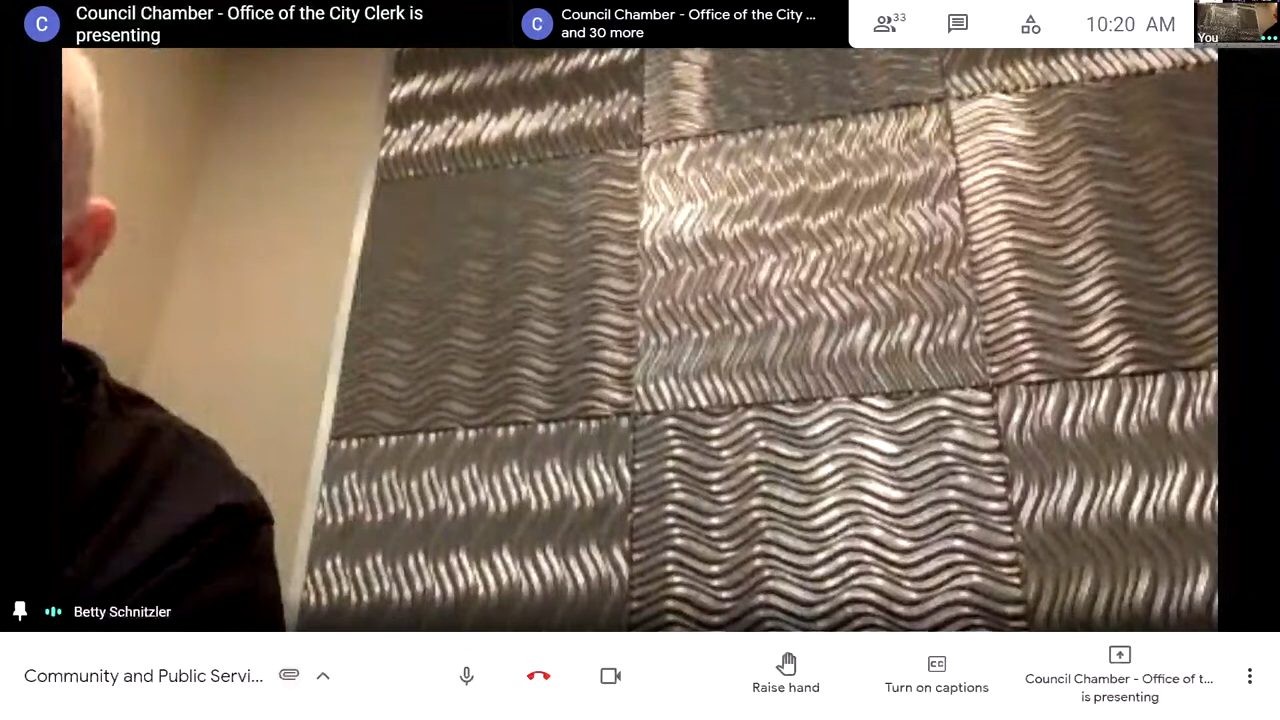 C
Council Chamber - Office of the City Clerk is
presenting
C
Council Chamber - Office of the City ...
and 30 more
33
10:20 AM
You
Betty Schnitzler
Community and Public Servi...
Raise hand
CC
Turn on captions
Council Chamber - Office of t...
is presenting